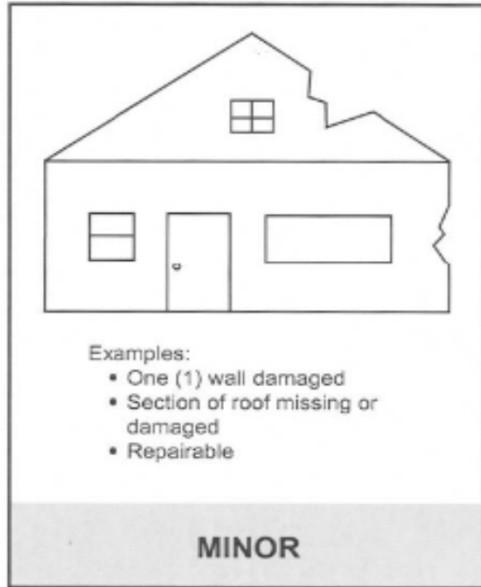 Examples:
• One (1) wall damaged
• Section of roof missing or
damaged
• Repairable
MINOR